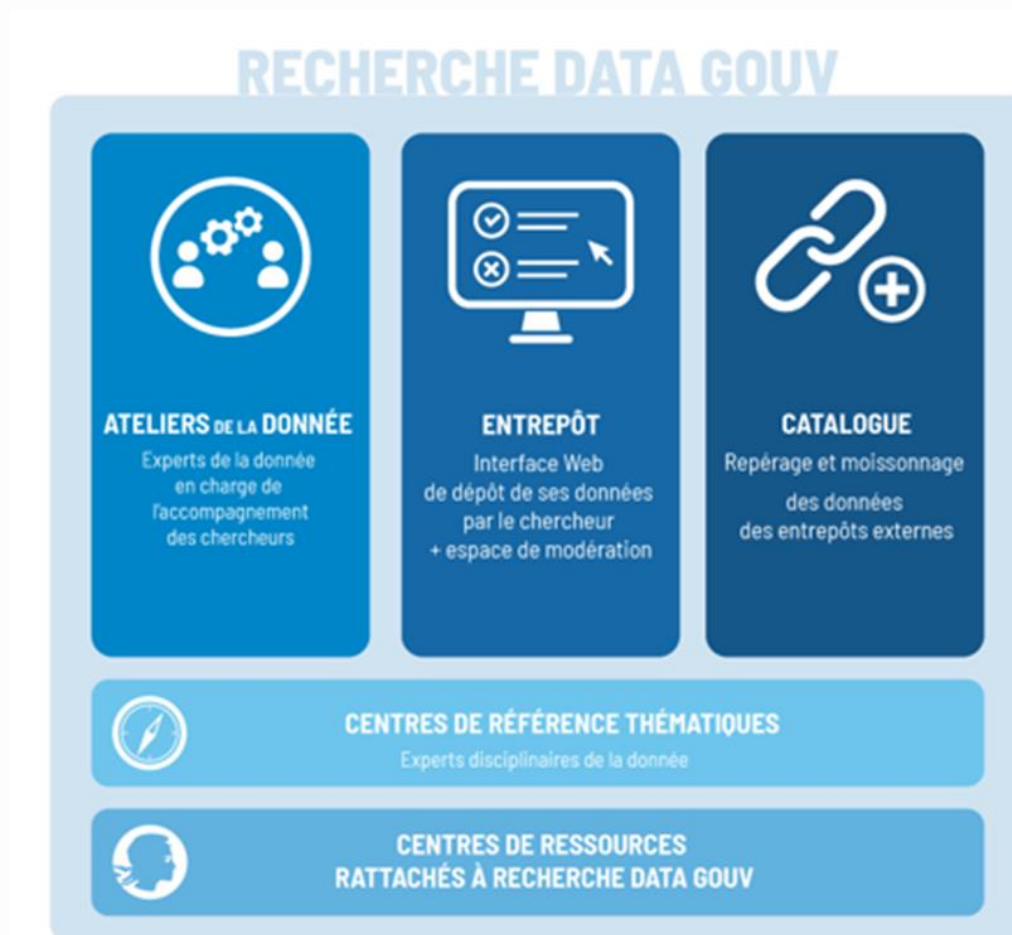 RECHERCHE DATA GOUV
ATELIERS DE LA DONNÉE
Experts de la donnée
en charge de
l'accompagnement
des chercheurs
ENTREPÔT
Interface Web
de dépôt de ses données
par le chercheur
+ espace de modération
CATALOGUE
Repérage et moissonnage
des données
des entrepôts externes
CENTRES DE RÉFÉRENCE THÉMATIQUES
Experts disciplinaires de la donnée
CENTRES DE RESSOURCES
RATTACHÉS À RECHERCHE DATA GOUV